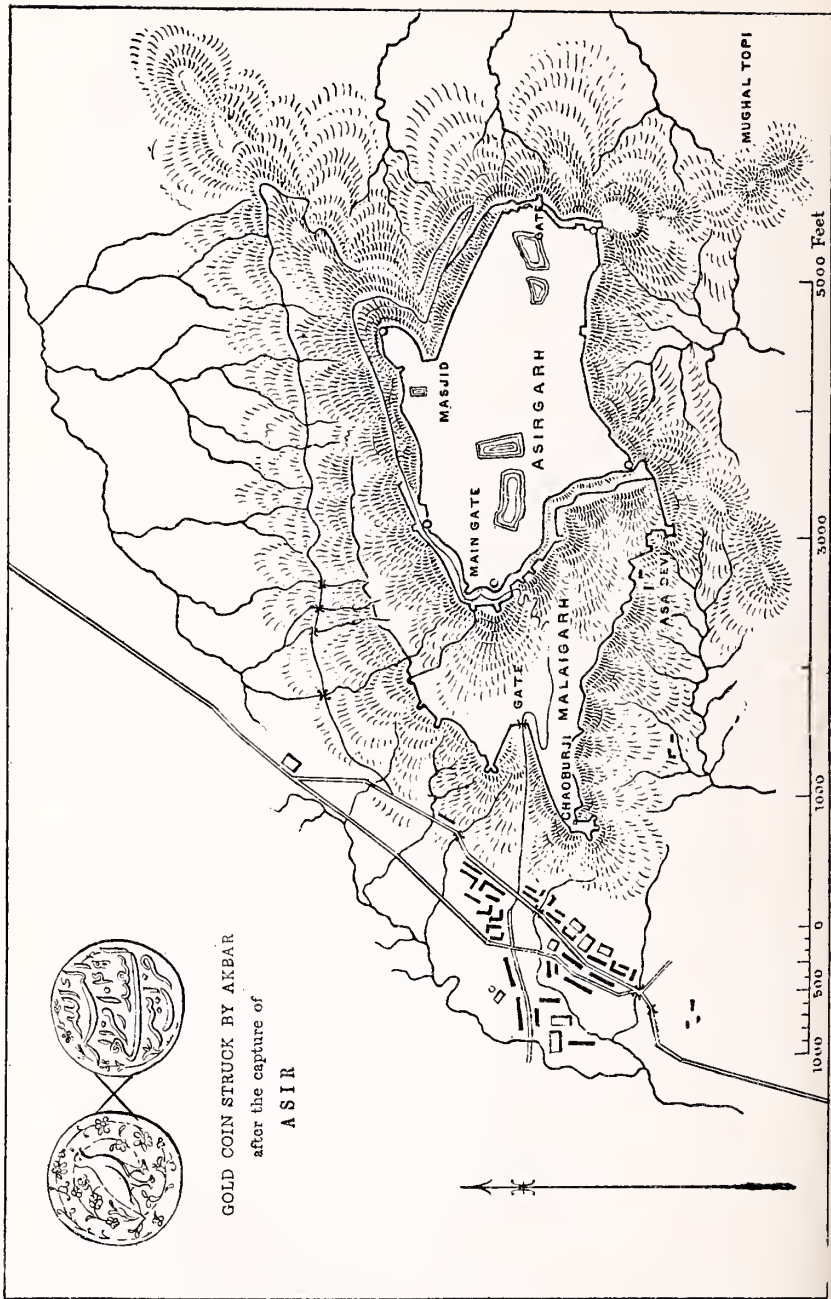 GOLD COIN STRUCK BY AKBAR
after the capture of
ASIR
MASJID
MAIN GATE
ASIRGARH
GATE
GATE
CHAOBURJI
MALAIGARH
ASA DEVI
MUGHAL TOPI
1000 500 0 1000 3000 5000 Feet